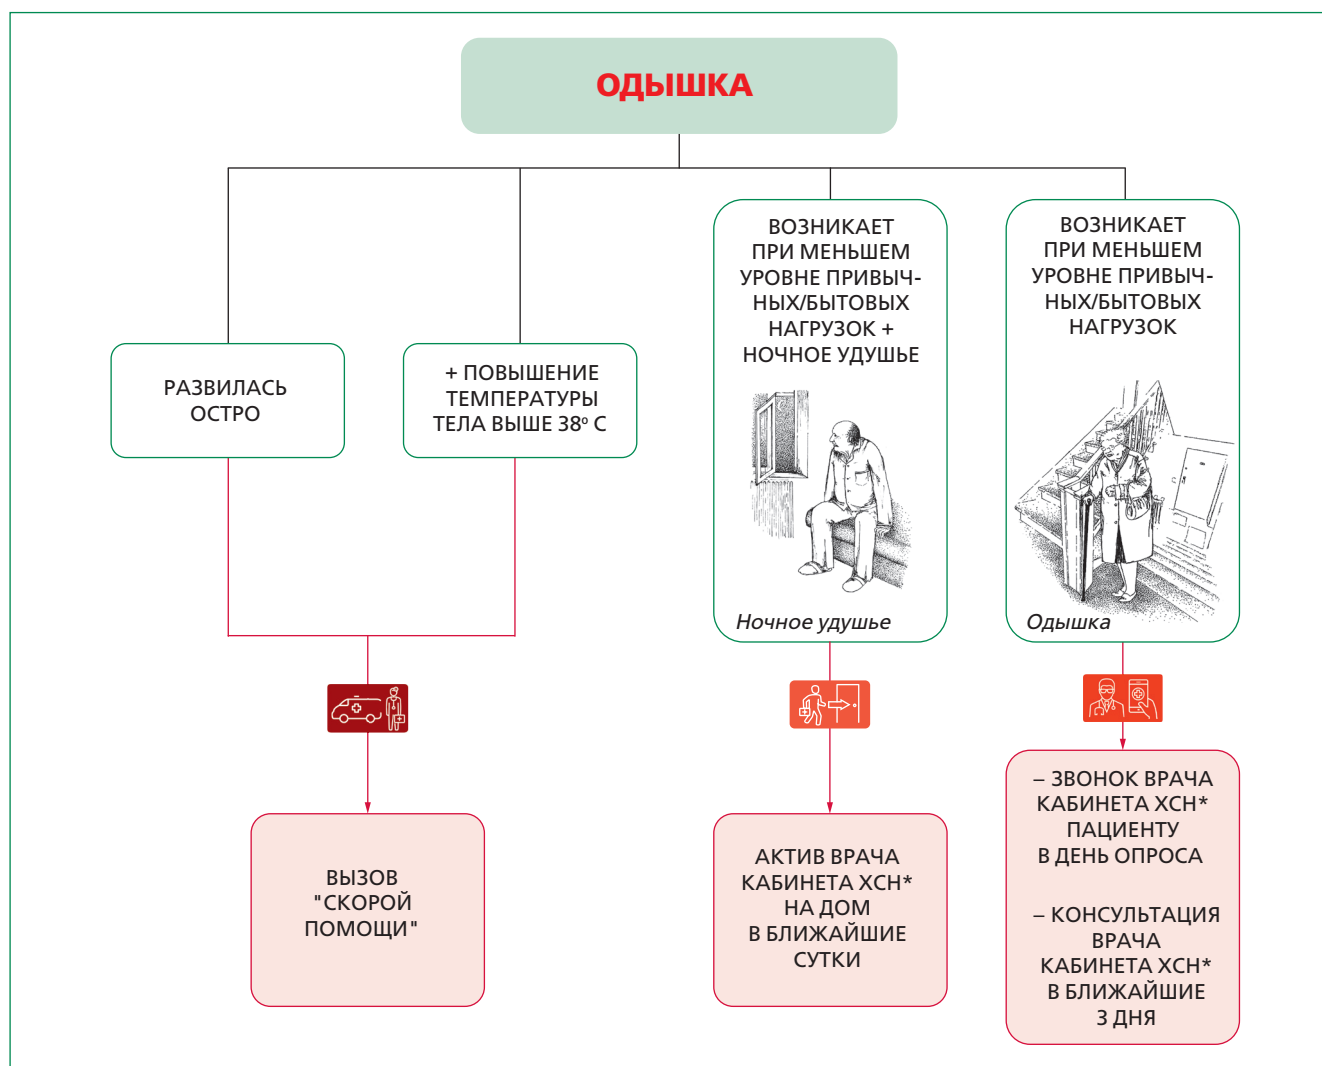 ОДЫШКА
РАЗВИЛАСЬ
ОСТРО
+ ПОВЫШЕНИЕ
ТЕМПЕРАТУРЫ
ТЕЛА ВЫШЕ 38º С
ВОЗНИКАЕТ
ПРИ МЕНЬШЕМ
УРОВНЕ ПРИВЫЧ-
НЫХ/БЫТОВЫХ
НАГРУЗОК +
НОЧНОЕ УДУШЬЕ
Ночное удушье
ВОЗНИКАЕТ
ПРИ МЕНЬШЕМ
УРОВНЕ ПРИВЫЧ-
НЫХ/БЫТОВЫХ
НАГРУЗОК
Одышка
ВЫЗОВ
"СКОРОЙ
ПОМОЩИ"
АКТИВ ВРАЧА
КАБИНЕТА ХСН*
НА ДОМ
В БЛИЖАЙШИЕ
СУТКИ
– ЗВОНОК ВРАЧА
КАБИНЕТА ХСН*
ПАЦИЕНТУ
В ДЕНЬ ОПРОСА
– КОНСУЛЬТАЦИЯ
ВРАЧА
КАБИНЕТА ХСН*
В БЛИЖАЙШИЕ
3 ДНЯ